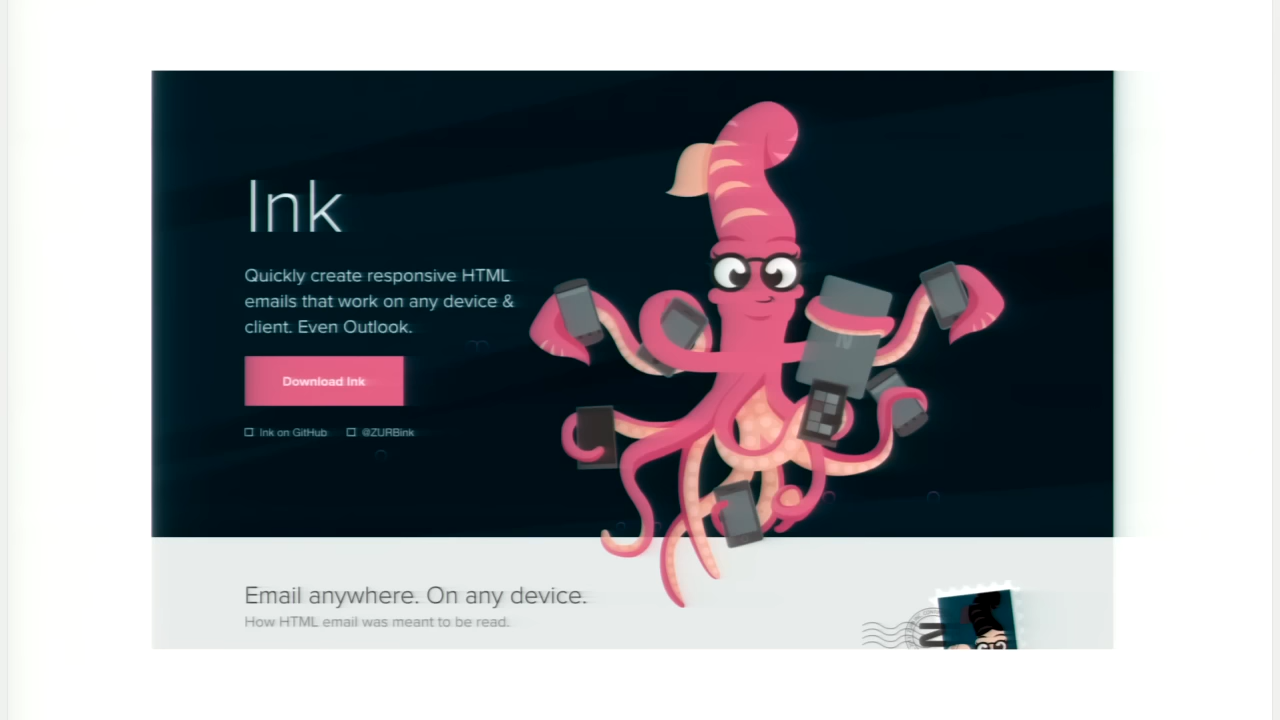 Ink
Quickly create responsive HTML
emails that work on any device &
client. Even Outlook.
Download Ink
Ink on GitHub
@ZURBink
Email anywhere. On any device.
How HTML email was meant to be read.